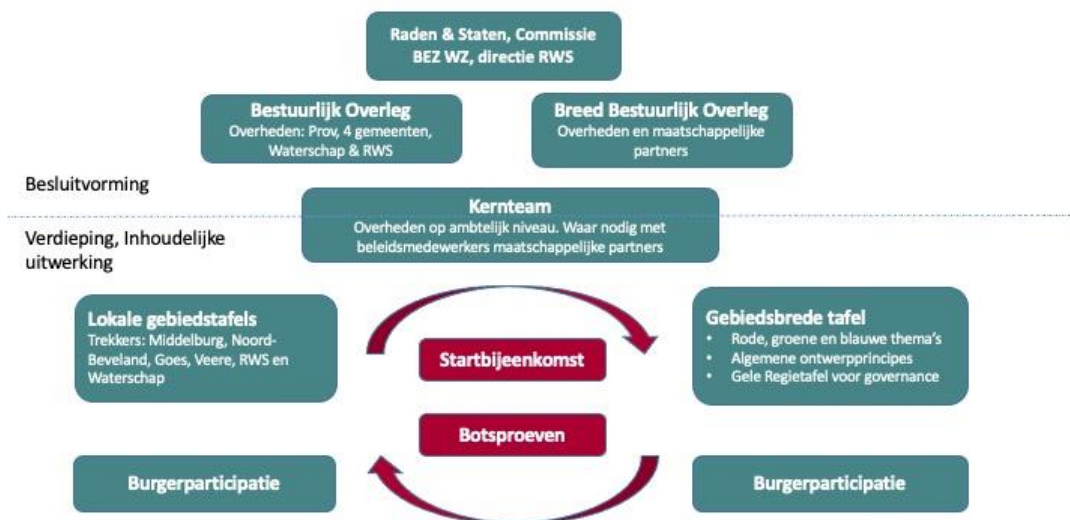 Raden & Staten, Commissie
BEZ WZ, directie RWS
Bestuurlijk Overleg
Overheden: Prov, 4 gemeenten,
Waterschap & RWS
Breed Bestuurlijk Overleg
Overheden en maatschappelijke
partners
Besluitvorming
Kernteam
Overheden op ambtelijk niveau. Waar nodig met
beleidsmedewerkers maatschappelijke partners
Verdieping, Inhoudelijke
uitwerking
Lokale gebiedstafels
Trekkers: Middelburg, Noord-
Beveland, Goes, Veere, RWS en
Waterschap
Startbijeenkomst
Botsproeven
Gebiedsbrede tafel
• Rode, groene en blauwe thema's
• Algemene ontwerpprincipes
• Gele Regietafel voor governance
Burgerparticipatie
Burgerparticipatie